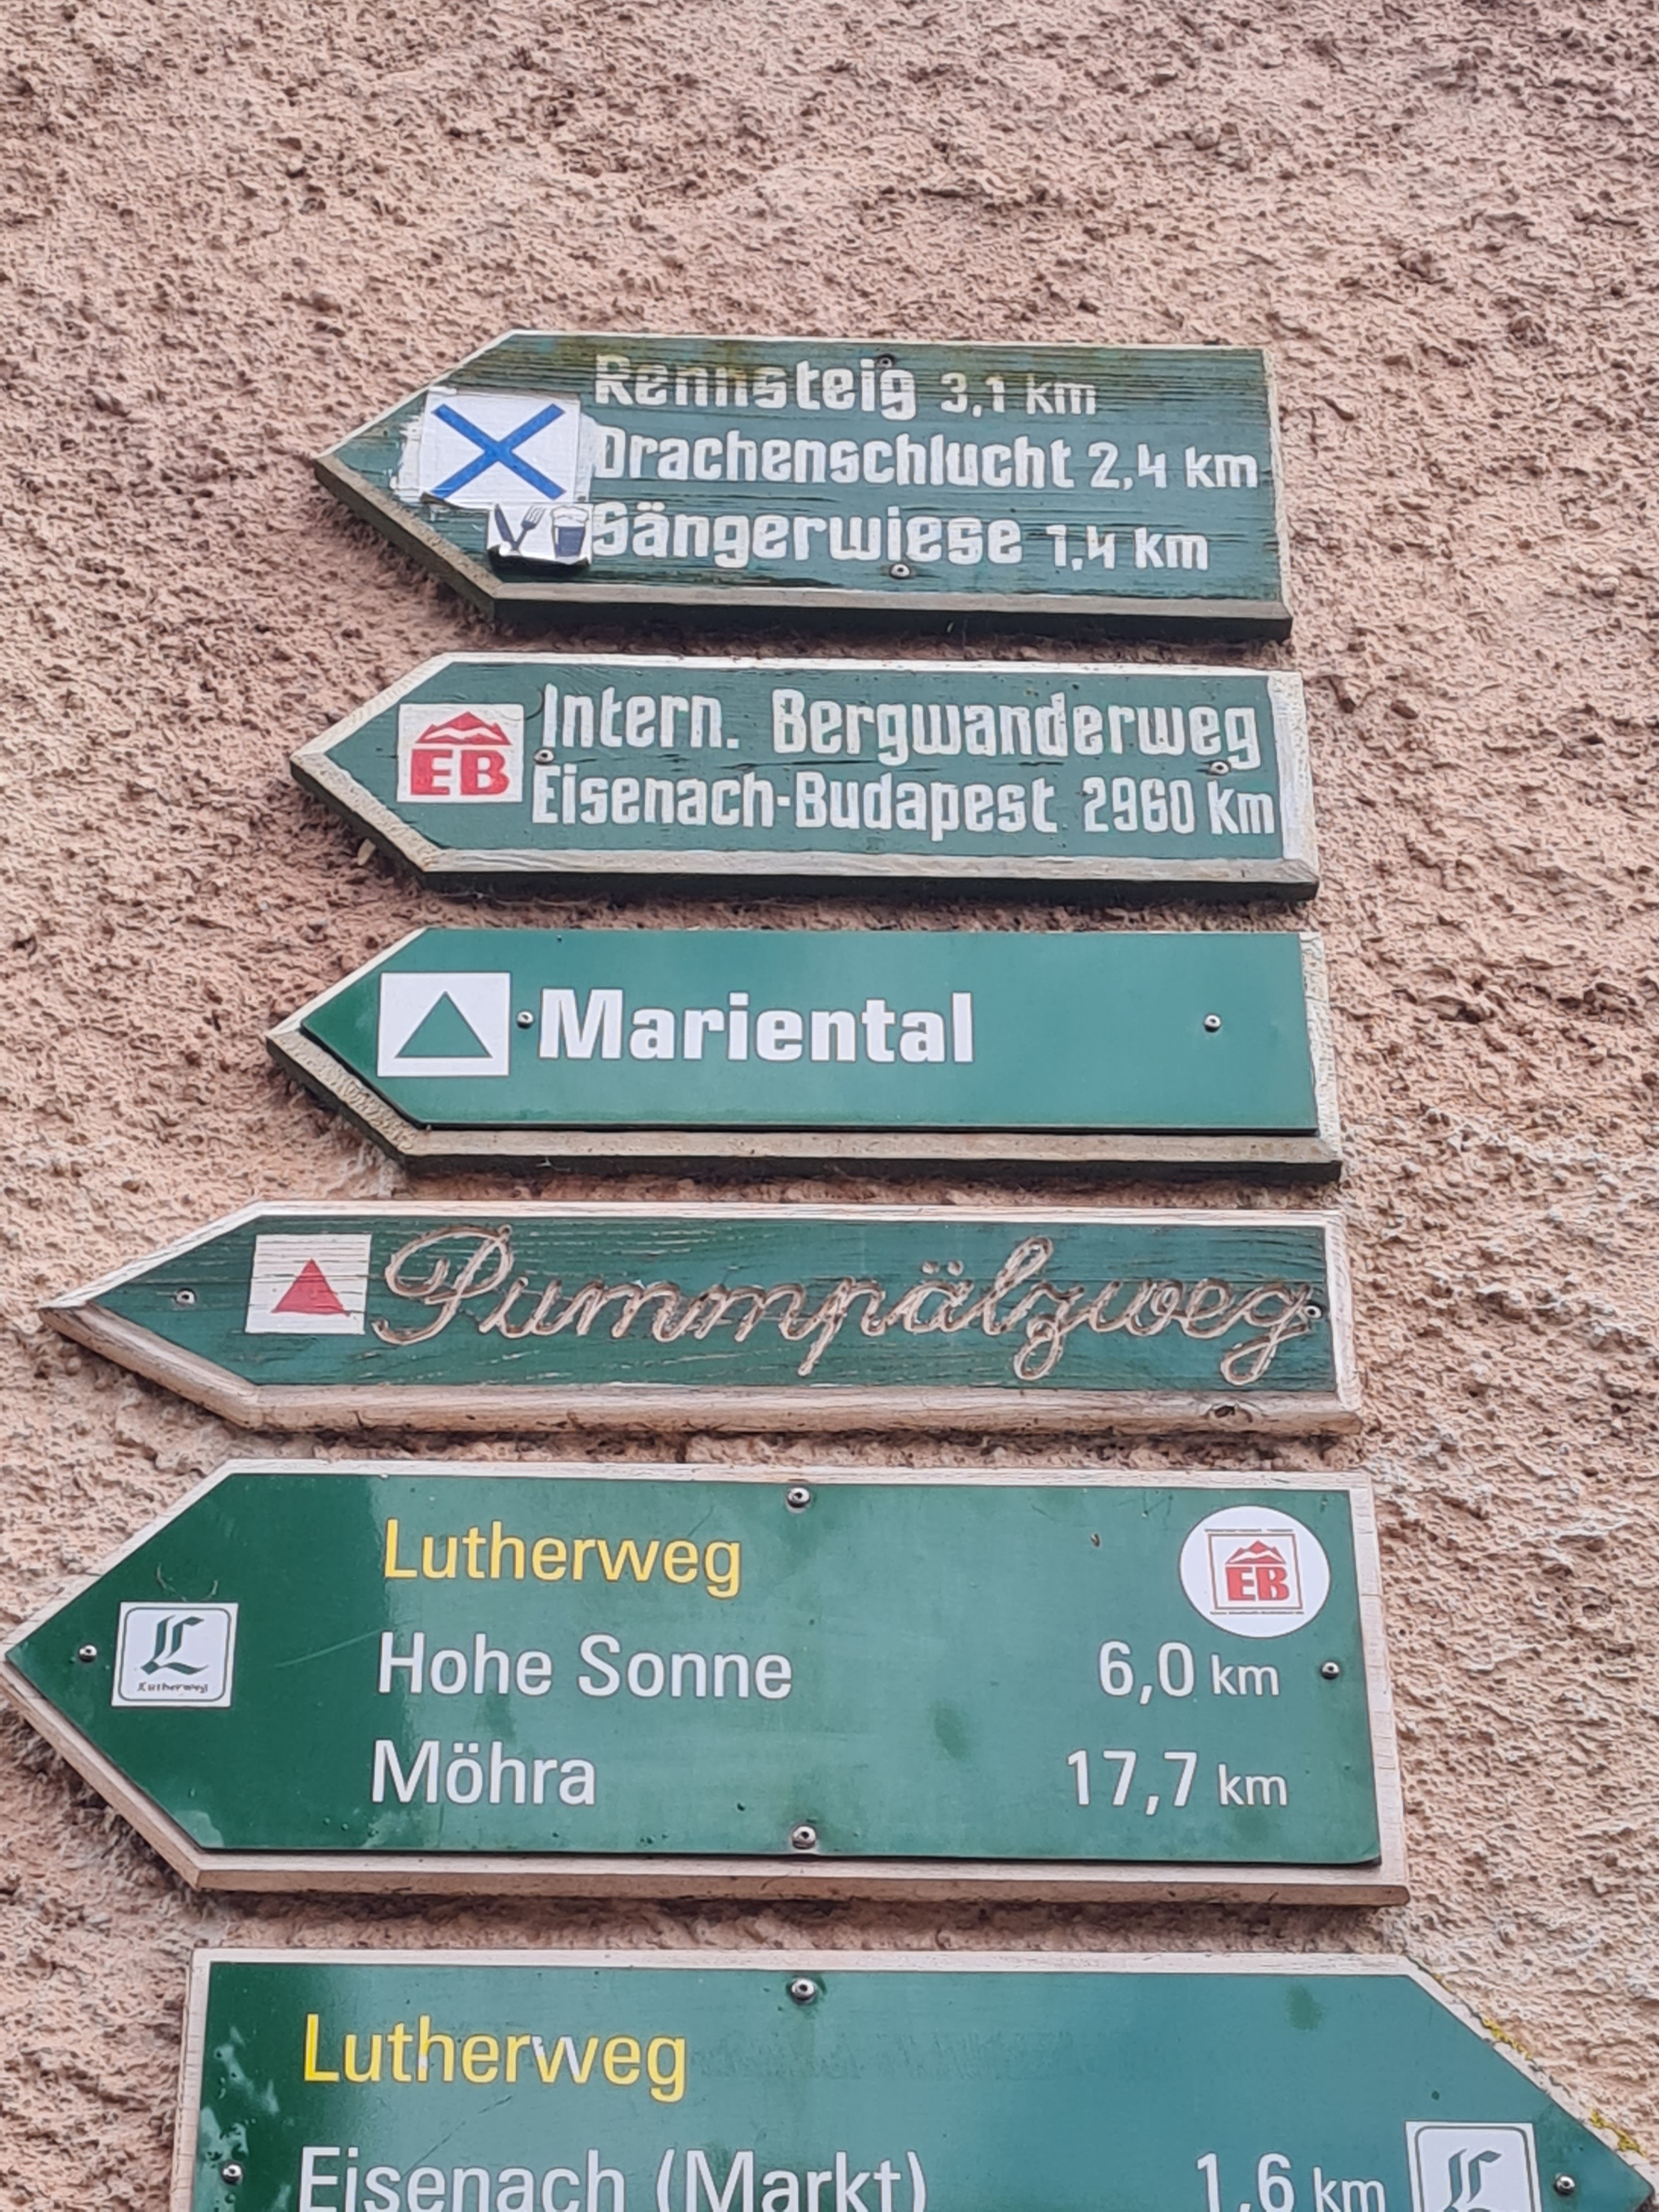 Rennsteig 3,1 km
Drachenschlucht 2,4 km
Sängerwiese 1,4 km
EB
Intern. Bergwanderweg
Eisenach-Budapest 2960 Km
Mariental
Pummpälzweg
Lutherweg
EB
L
Lutherweg
Hohe Sonne 6,0 km
Möhra 17,7 km
Lutherweg
Eisenach (Markt) 1,6 km
L